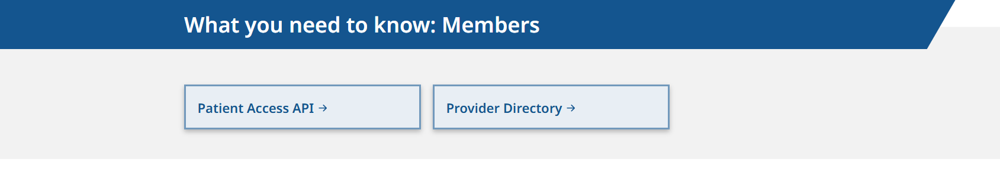 What you need to know: Members
Patient Access API →
Provider Directory →